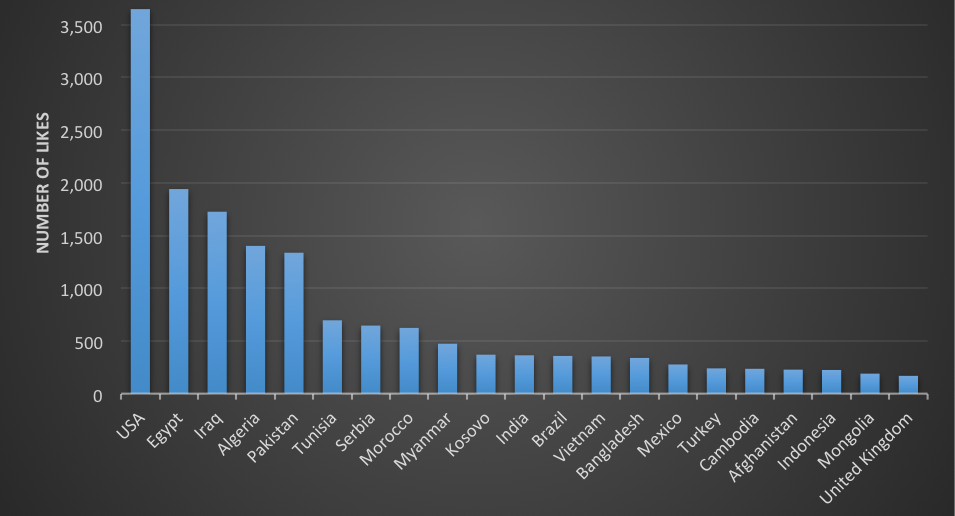 NUMBER OF LIKES
3,500
3,000
2,500
2,000
1,500
1,000
500
0
USA
Egypt
Iraq
Algeria
Pakistan
Tunisia
Serbia
Morocco
Myanmar
Kosovo
India
Brazil
Vietnam
Bangladesh
Mexico
Turkey
Cambodia
Afghanistan
Indonesia
Mongolia
United Kingdom